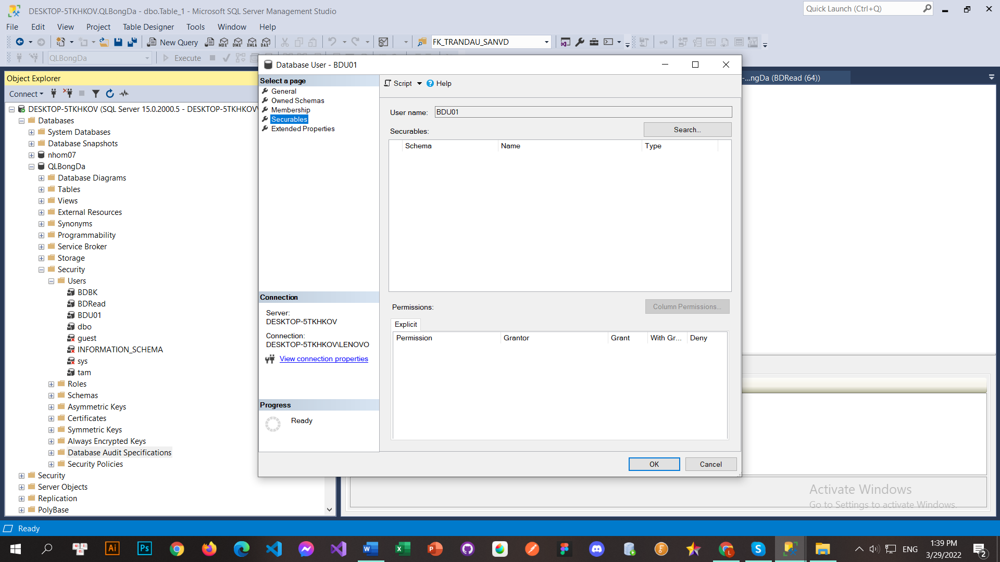 DESKTOP-5TKHKOV.QLBongDa - dbo.Table_1 - Microsoft SQL Server Management Studio
Quick Launch (Ctrl+Q)
File Edit View Project Table Designer Tools Window Help
New Query MDX DMX XMLA DAX FK_TRANDAU_SANVD
QLBongDa Execute
Object Explorer
Connect
DESKTOP-5TKHKOV (SQL Server 15.0.2000.5 - DESKTOP-5TKHKOV
Databases
System Databases
Database Snapshots
nhom07
QLBongDa
Database Diagrams
Tables
Views
External Resources
Synonyms
Programmability
Service Broker
Storage
Security
Users
BDBK
BDRead
BDU01
dbo
guest
INFORMATION_SCHEMA
sys
tam
Roles
Schemas
Asymmetric Keys
Certificates
Symmetric Keys
Always Encrypted Keys
Database Audit Specifications
Security Policies
Security
Server Objects
Replication
PolyBase
Database User - BDU01
Select a page
General
Owned Schemas
Membership
Securables
Extended Properties
Connection
Server:
DESKTOP-5TKHKOV
Connection:
DESKTOP-5TKHKOV\LENOVO
View connection properties
Progress
Ready
Script Help
User name: BDU01
Securables: Search...
Schema Name Type
Permissions: Column Permissions...
Explicit
Permission Grantor Grant With Gr... Deny
OK Cancel
-...ngDa (BDRead (64))
Activate Windows
Go to Settings to activate Windows.
Ready
ENG
1:39 PM
3/29/2022
2